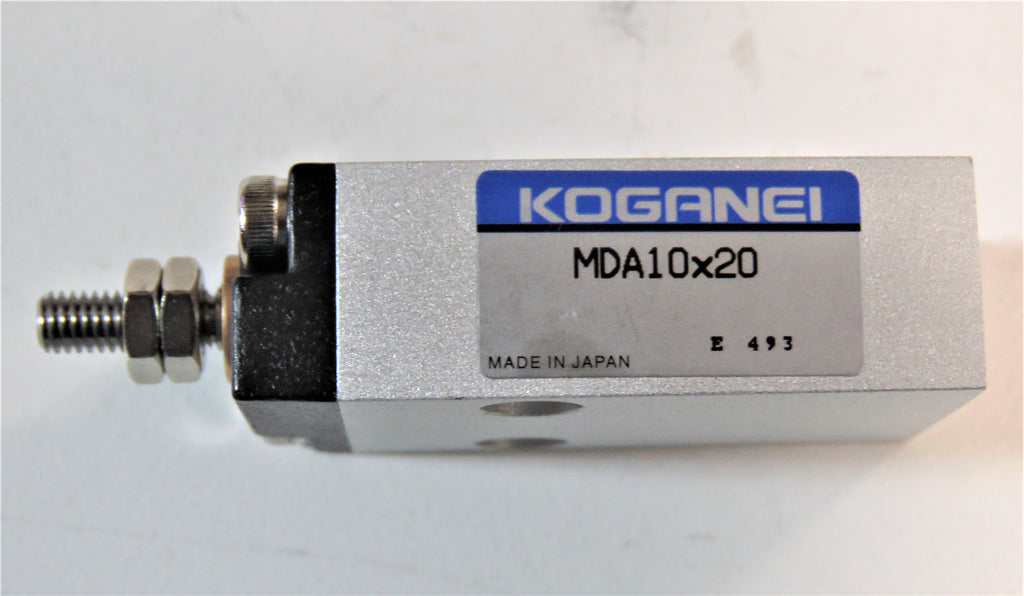 KOGANEI
MDA10x20
E 493
MADE IN JAPAN